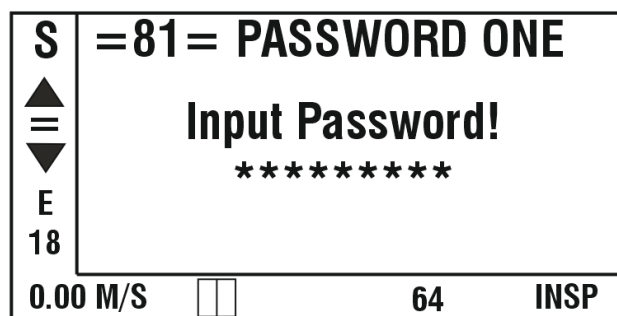 S =81= PASSWORD ONE
Input Password!
=
*********
E
18
0.00 M/S 64 INSP